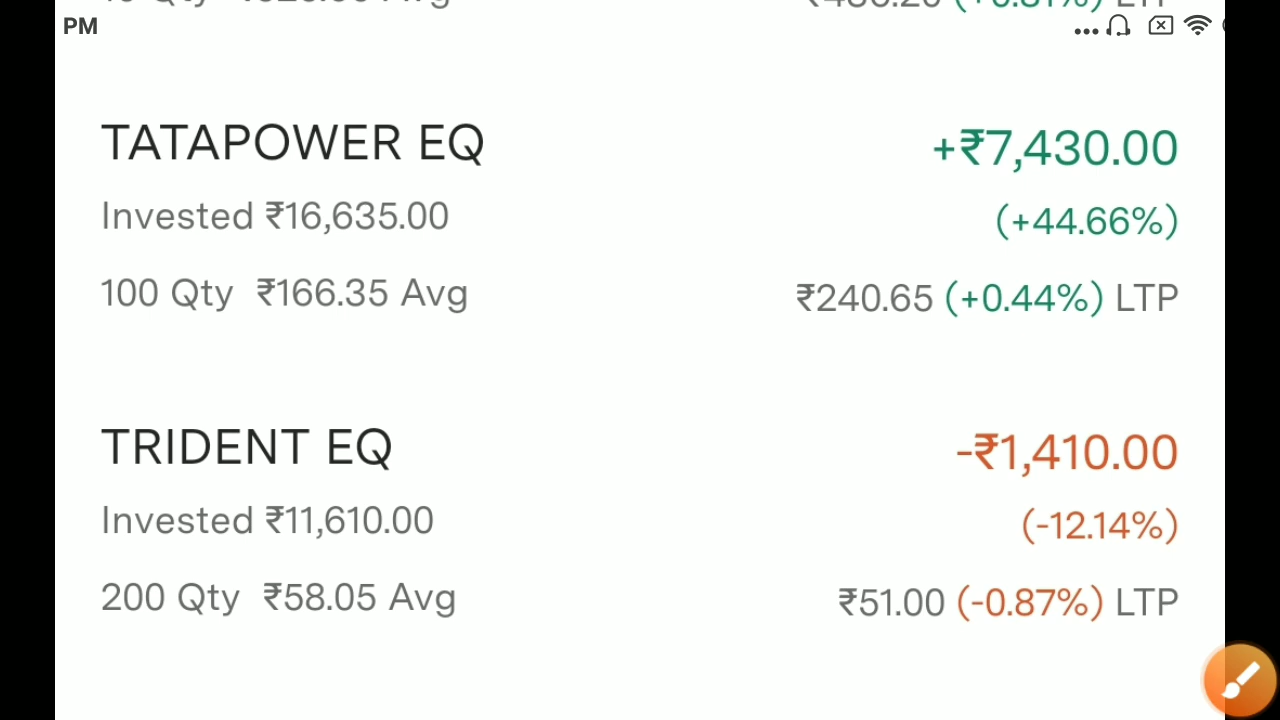 PM
TATAPOWER EQ
+₹7,430.00
Invested ₹16,635.00
(+44.66%)
100 Qty ₹166.35 Avg
₹240.65 (+0.44%) LTP
TRIDENT EQ
-₹1,410.00
Invested ₹11,610.00
(-12.14%)
200 Qty ₹58.05 Avg
₹51.00 (-0.87%) LTP